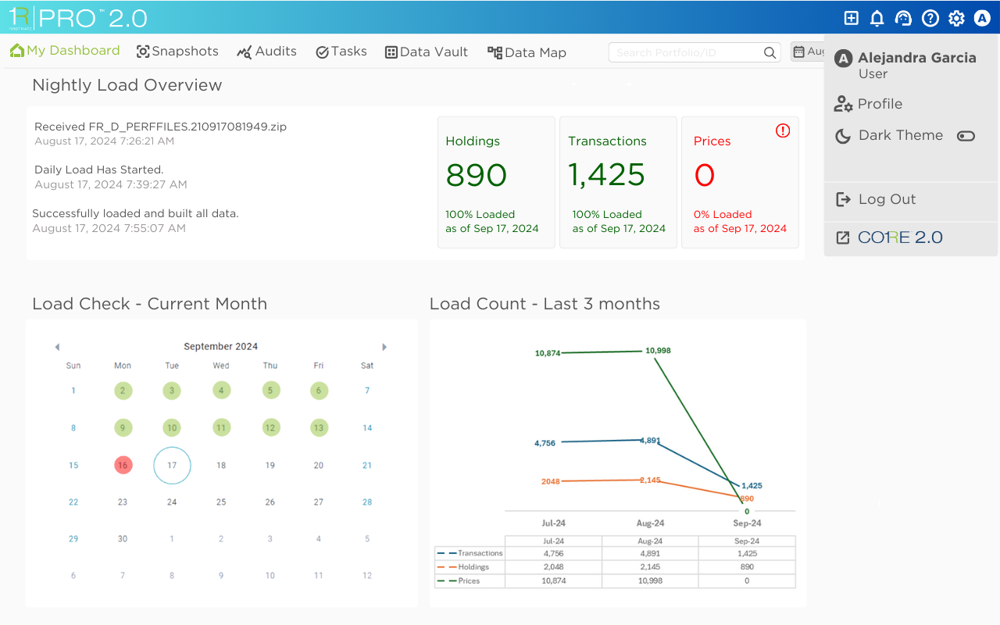 1R PRO™ 2.0
My Dashboard Snapshots Audits Tasks Data Vault Data Map Search Portfolio/ID Aug
A Alejandra Garcia
User
Profile
Dark Theme
Log Out
CO1RE 2.0
Nightly Load Overview
Received FR_D_PERFFILES.210917081949.zip
August 17, 2024 7:26:21 AM
Daily Load Has Started.
August 17, 2024 7:39:27 AM
Successfully loaded and built all data.
August 17, 2024 7:55:07 AM
Holdings
890
100% Loaded
as of Sep 17, 2024
Transactions
1,425
100% Loaded
as of Sep 17, 2024
Prices
0
0% Loaded
as of Sep 17, 2024
Load Check - Current Month
September 2024
Sun Mon Tue Wed Thu Fri Sat
1 2 3 4 5 6 7
8 9 10 11 12 13 14
15 16 17 18 19 20 21
22 23 24 25 26 27 28
29 30 1 2 3 4 5
6 7 8 9 10 11 12
Load Count - Last 3 months
10,874 10,998
4,756 4,891
2048 2,145
1,425
890
0
Jul-24 Aug-24 Sep-24
Jul-24 Aug-24 Sep-24
Transactions 4,756 4,891 1,425
Holdings 2,048 2,145 890
Prices 10,874 10,998 0